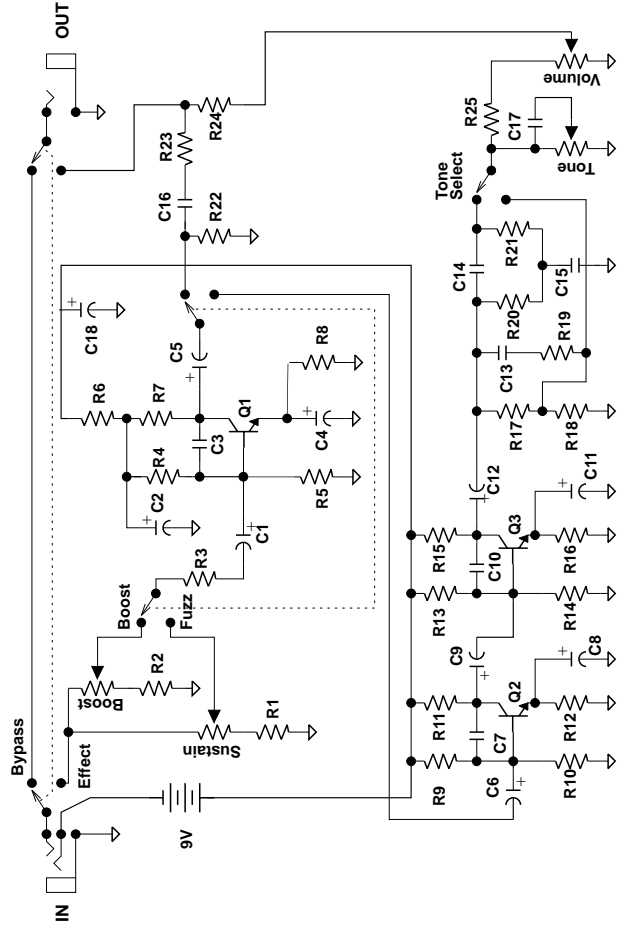 IN
OUT
Bypass
Effect
9V
Boost
Sustain
R1
R2
Boost
Fuzz
R3
C1
C2
R4
R5
R6
R7
C3
Q1
C4
R8
C5
C18
C16
R22
R23
R24
R9
R10
C6
C7
R11
Q2
R12
C8
C9
R13
R14
C10
R15
Q3
R16
C11
C12
R17
R18
C13
R19
R20
C14
C15
R21
Tone
Select
R25
C17
Tone
Volume
+
+
+
+
+
+
+
+
+
+